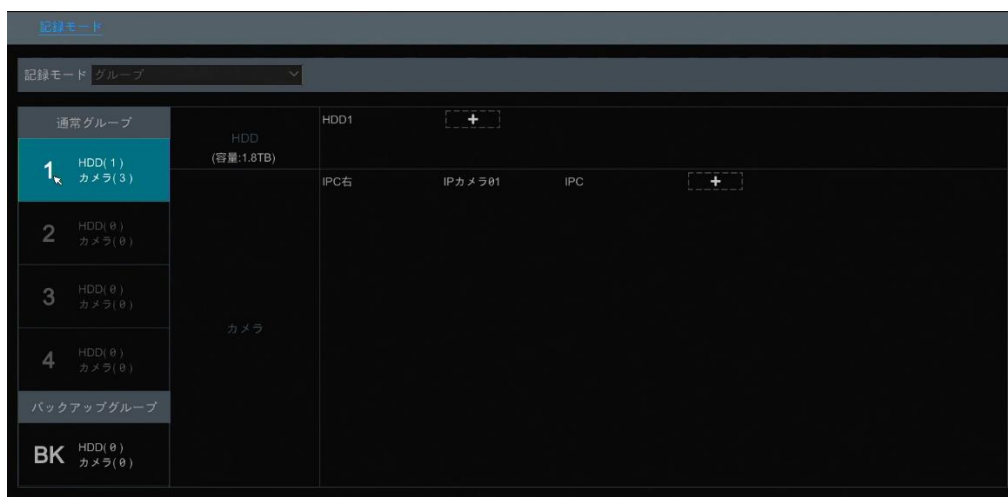 記録モード
記録モード グループ
通常グループ
1 HDD(1)
カメラ(3)
2 HDD(0)
カメラ(0)
3 HDD(0)
カメラ(0)
4 HDD(0)
カメラ(0)
バックアップグループ
BK HDD(0)
カメラ(0)
HDD
(容量:1.8TB)
HDD1 +
カメラ
IPC右 IPカメラ01 IPC +